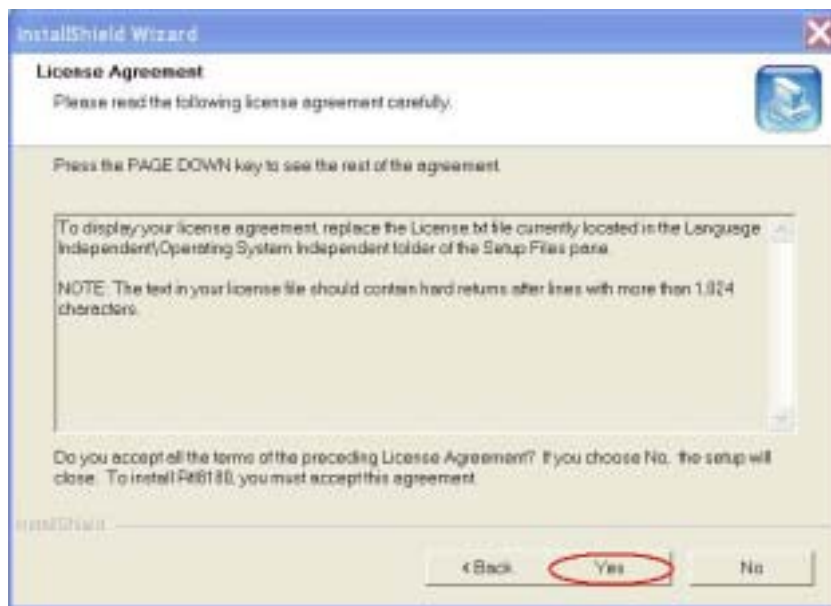 InstallShield Wizard
License Agreement
Please read the following license agreement carefully.
Press the PAGE DOWN key to see the rest of the agreement.
To display your license agreement, replace the License.txt file currently located in the Language
Independent\Operating System Independent folder of the Setup Files pane.
NOTE: The text in your license file should contain hard returns after lines with more than 1,024
characters.
Do you accept all the terms of the preceding License Agreement? If you choose No, the setup will
close. To install you must accept this agreement.
InstallShield
< Back
Yes
No